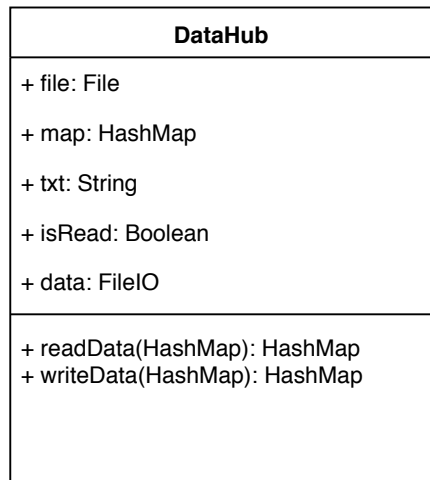 DataHub
+ file: File
+ map: HashMap
+ txt: String
+ isRead: Boolean
+ data: FileIO
+ readData(HashMap): HashMap
+ writeData(HashMap): HashMap